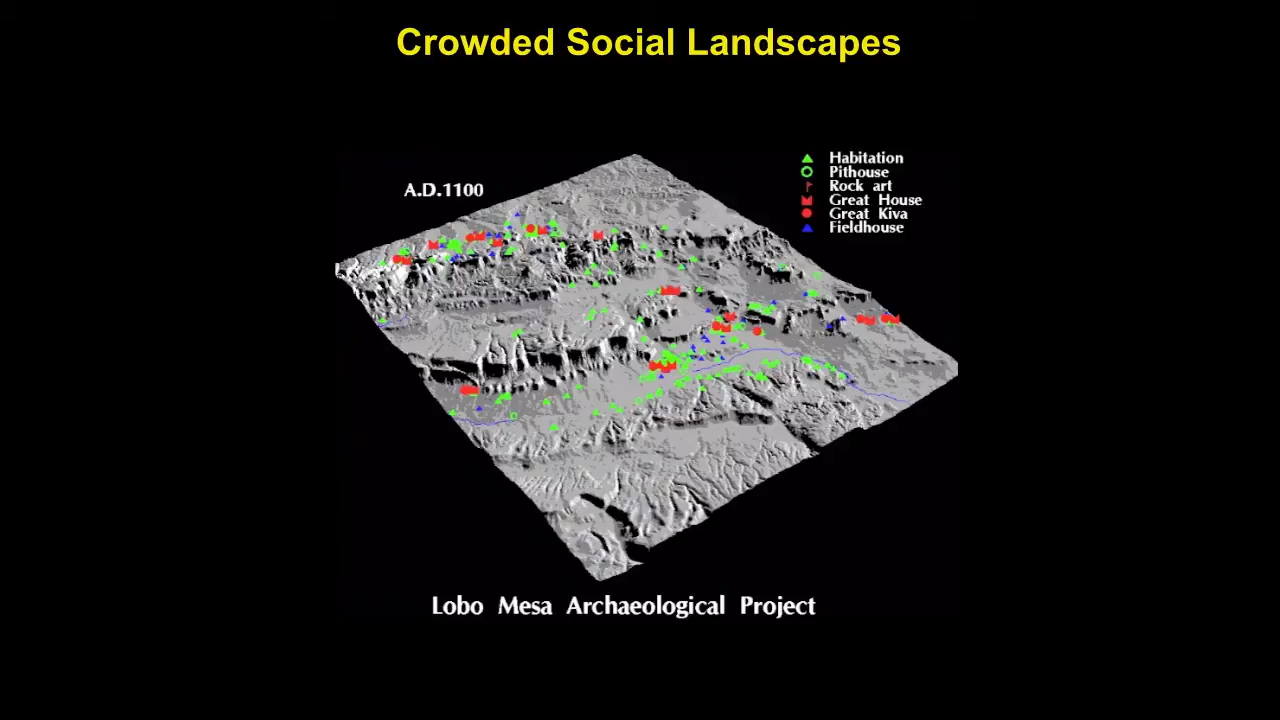 Crowded Social Landscapes
A.D.1100
Habitation
Pithouse
Rock art
Great House
Great Kiva
Fieldhouse
Lobo Mesa Archaeological Project